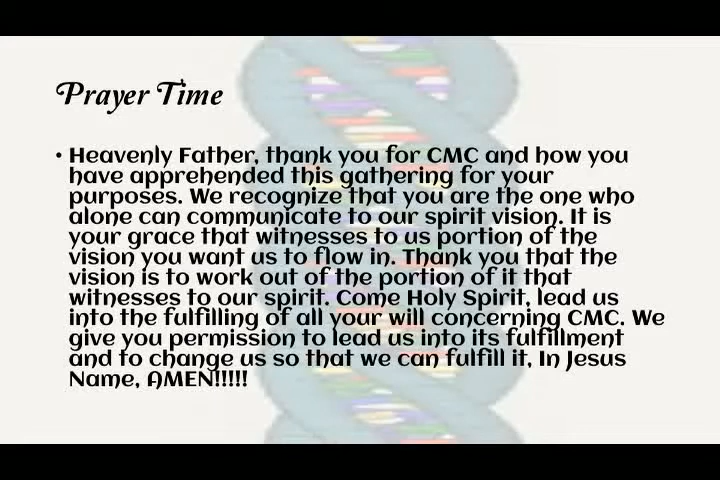 Prayer Time
• Heavenly Father, thank you for CMC and how you
have apprehended this gathering for your
purposes. We recognize that you are the one who
alone can communicate to our spirit vision. It is
your grace that witnesses to us portion of the
vision you want us to flow in. Thank you that the
vision is to work out of the portion of it that
witnesses to our spirit. Come Holy Spirit, lead us
into the fulfilling of all your will concerning CMC. We
give you permission to lead us into its fulfillment
and to change us so that we can fulfill it, In Jesus
Name, AMEN!!!!!